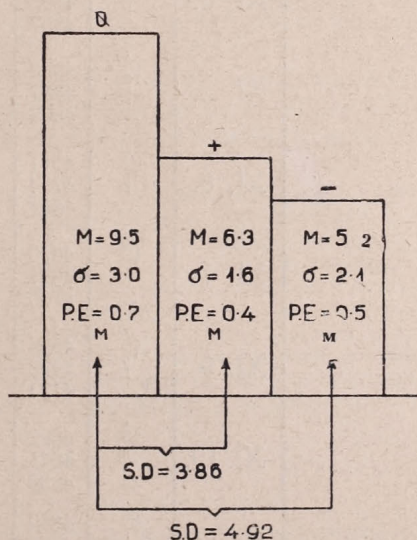 +
−
M = 9·5 M = 6·3 M = 5 2
σ = 3·0 σ = 1·6 σ = 2·1
P.E = 0·7 P.E = 0·4 P.E = 0·5
M M M
S.D = 3·86
S.D = 4·92